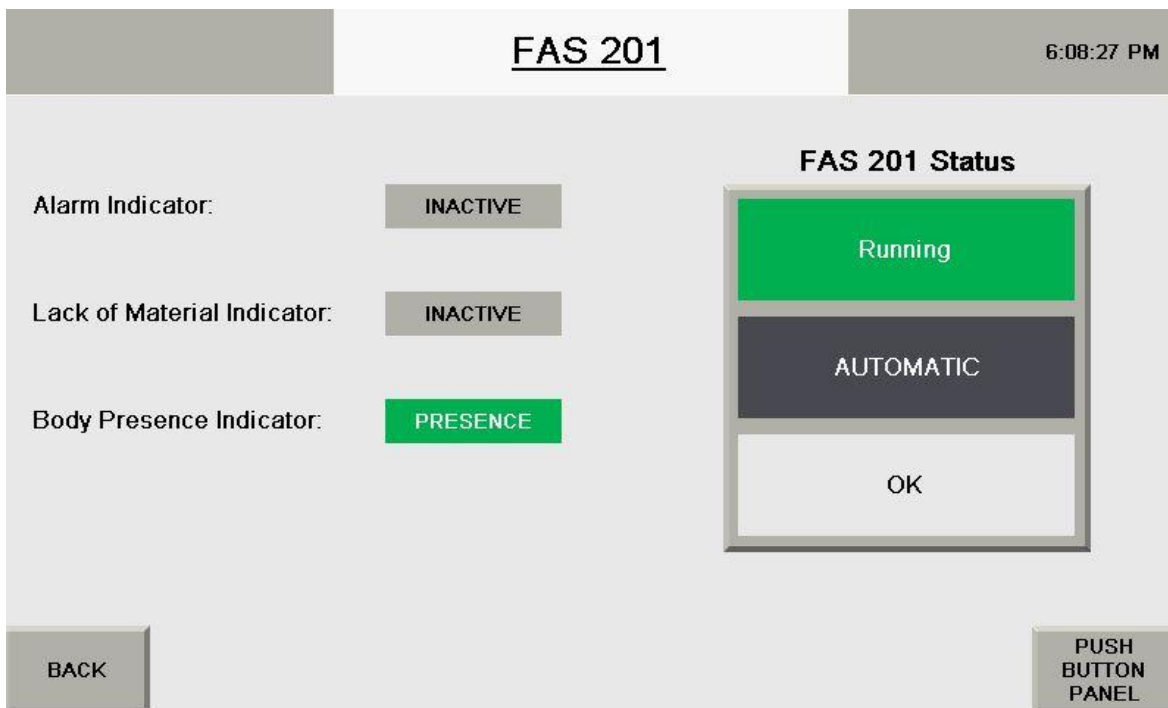 FAS 201
6:08:27 PM
FAS 201 Status
Alarm Indicator:
INACTIVE
Running
Lack of Material Indicator:
INACTIVE
AUTOMATIC
Body Presence Indicator:
PRESENCE
OK
BACK
PUSH
BUTTON
PANEL